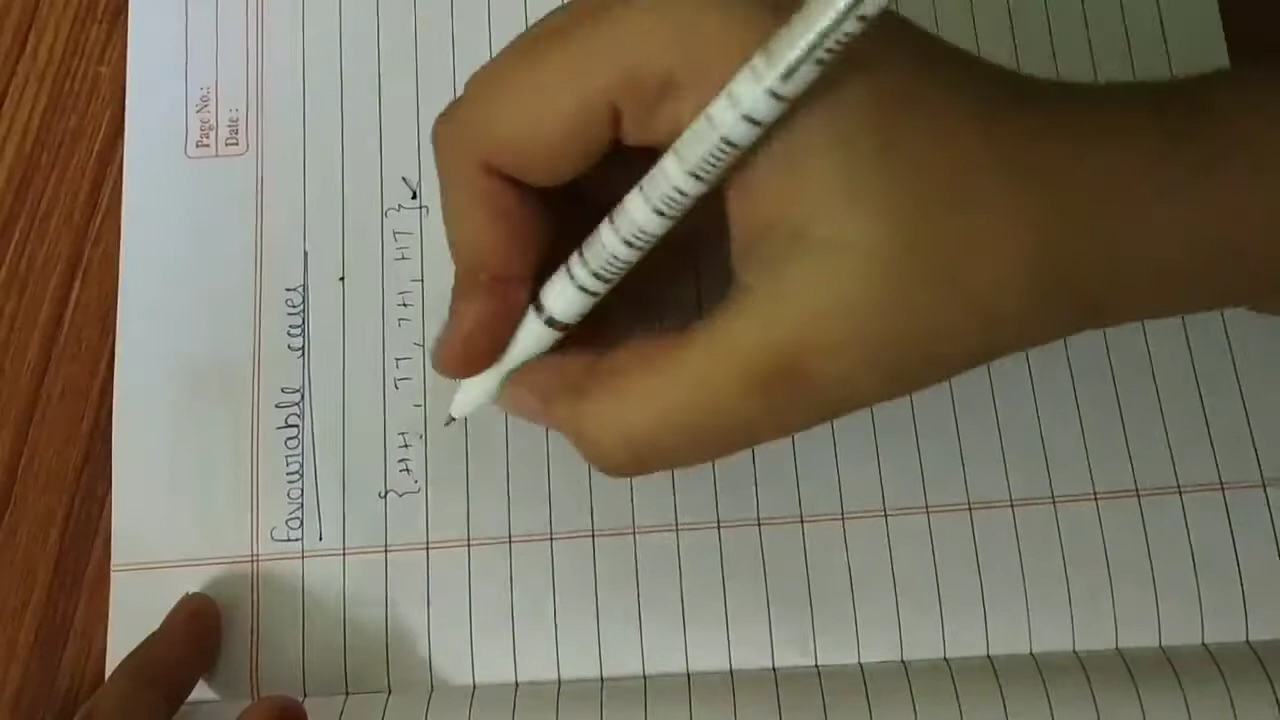 Page No.:
Date :
favourable cases
{HH, TT, TH, HT}